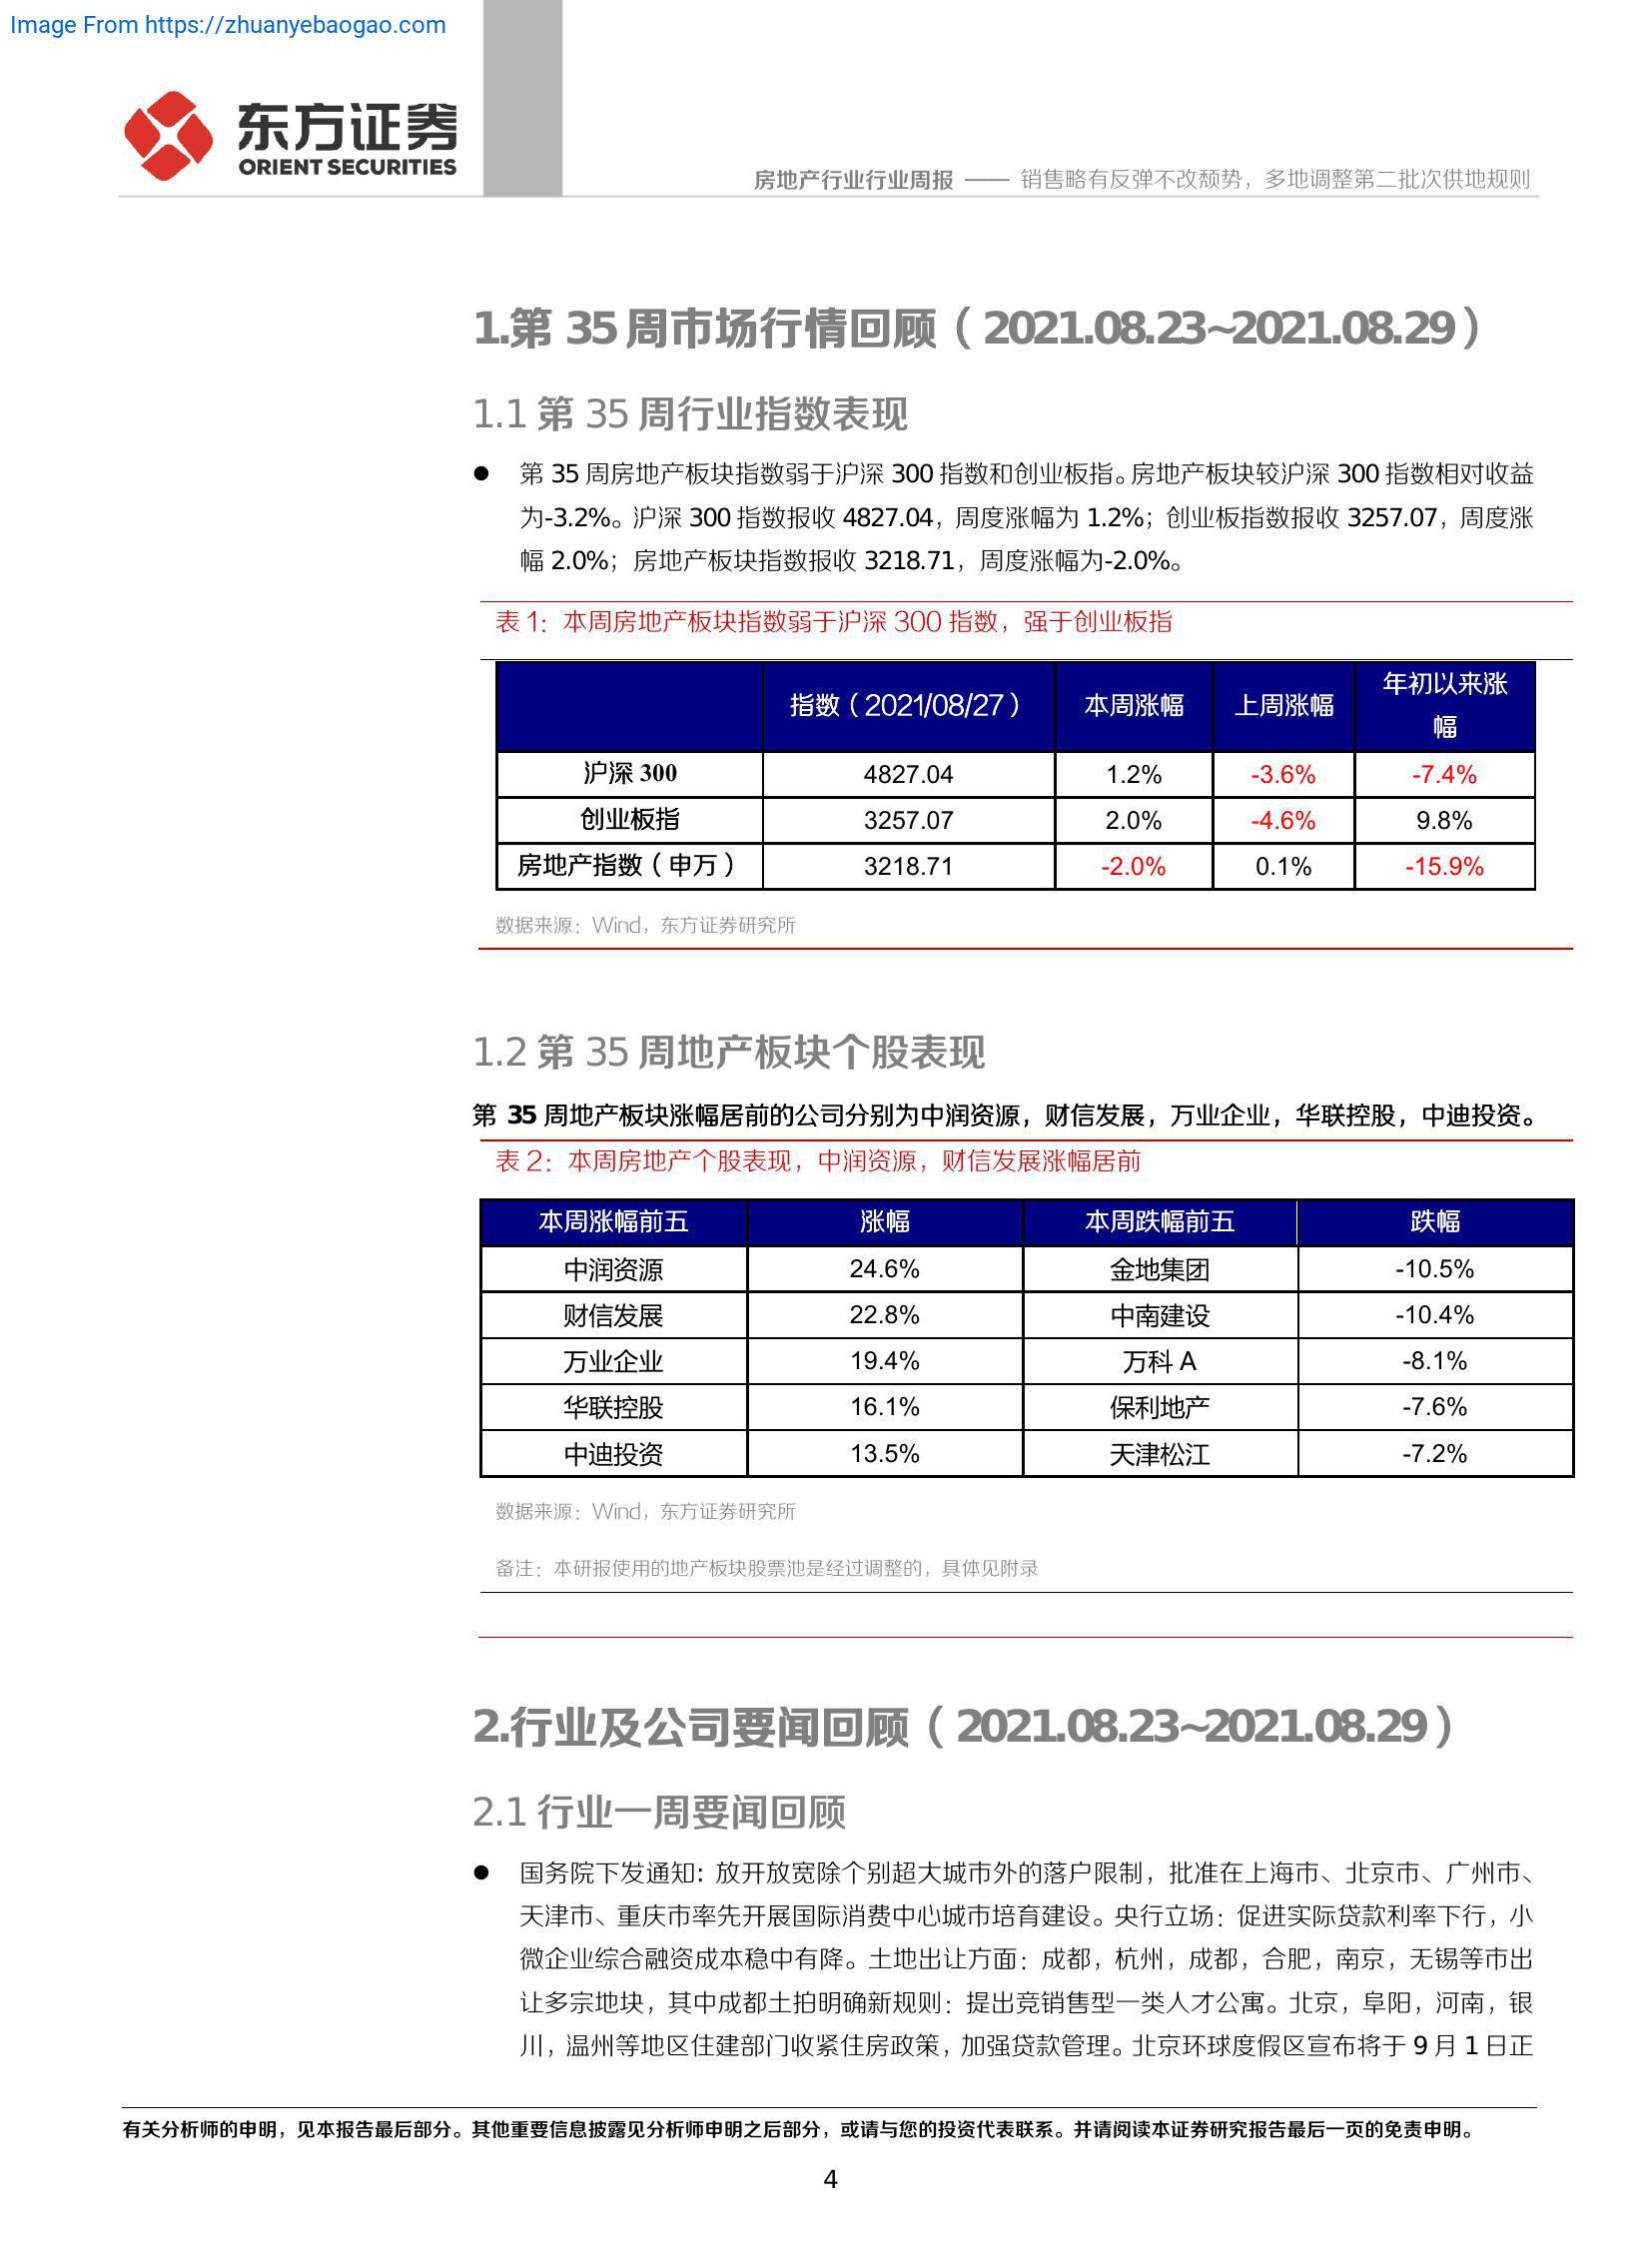 Image From https://zhuanyebaogao.com
东方证券
ORIENT SECURITIES
房地产行业行业周报 —— 销售略有反弹不改颓势，多地调整第二批次供地规则
1.第 35 周市场行情回顾（2021.08.23~2021.08.29）
1.1 第 35 周行业指数表现
● 第 35 周房地产板块指数弱于沪深 300 指数和创业板指。房地产板块较沪深 300 指数相对收益
为-3.2%。沪深 300 指数报收 4827.04，周度涨幅为 1.2%；创业板指数报收 3257.07，周度涨
幅 2.0%；房地产板块指数报收 3218.71，周度涨幅为-2.0%。
表 1：本周房地产板块指数弱于沪深 300 指数，强于创业板指
指数（2021/08/27） 本周涨幅 上周涨幅 年初以来涨
幅
沪深 300 4827.04 1.2% -3.6% -7.4%
创业板指 3257.07 2.0% -4.6% 9.8%
房地产指数（申万） 3218.71 -2.0% 0.1% -15.9%
数据来源：Wind，东方证券研究所
1.2 第 35 周地产板块个股表现
第 35 周地产板块涨幅居前的公司分别为中润资源，财信发展，万业企业，华联控股，中迪投资。
表 2：本周房地产个股表现，中润资源，财信发展涨幅居前
本周涨幅前五 涨幅 本周跌幅前五 跌幅
中润资源 24.6% 金地集团 -10.5%
财信发展 22.8% 中南建设 -10.4%
万业企业 19.4% 万科 A -8.1%
华联控股 16.1% 保利地产 -7.6%
中迪投资 13.5% 天津松江 -7.2%
数据来源：Wind，东方证券研究所
备注：本研报使用的地产板块股票池是经过调整的，具体见附录
2.行业及公司要闻回顾（2021.08.23~2021.08.29）
2.1 行业一周要闻回顾
● 国务院下发通知：放开放宽除个别超大城市外的落户限制，批准在上海市、北京市、广州市、
天津市、重庆市率先开展国际消费中心城市培育建设。央行立场：促进实际贷款利率下行，小
微企业综合融资成本稳中有降。土地出让方面：成都，杭州，成都，合肥，南京，无锡等市出
让多宗地块，其中成都土拍明确新规则：提出竞销售型一类人才公寓。北京，阜阳，河南，银
川，温州等地区住建部门收紧住房政策，加强贷款管理。北京环球度假区宣布将于 9 月 1 日正
有关分析师的申明，见本报告最后部分。其他重要信息披露见分析师申明之后部分，或请与您的投资代表联系。并请阅读本证券研究报告最后一页的免责申明。
4